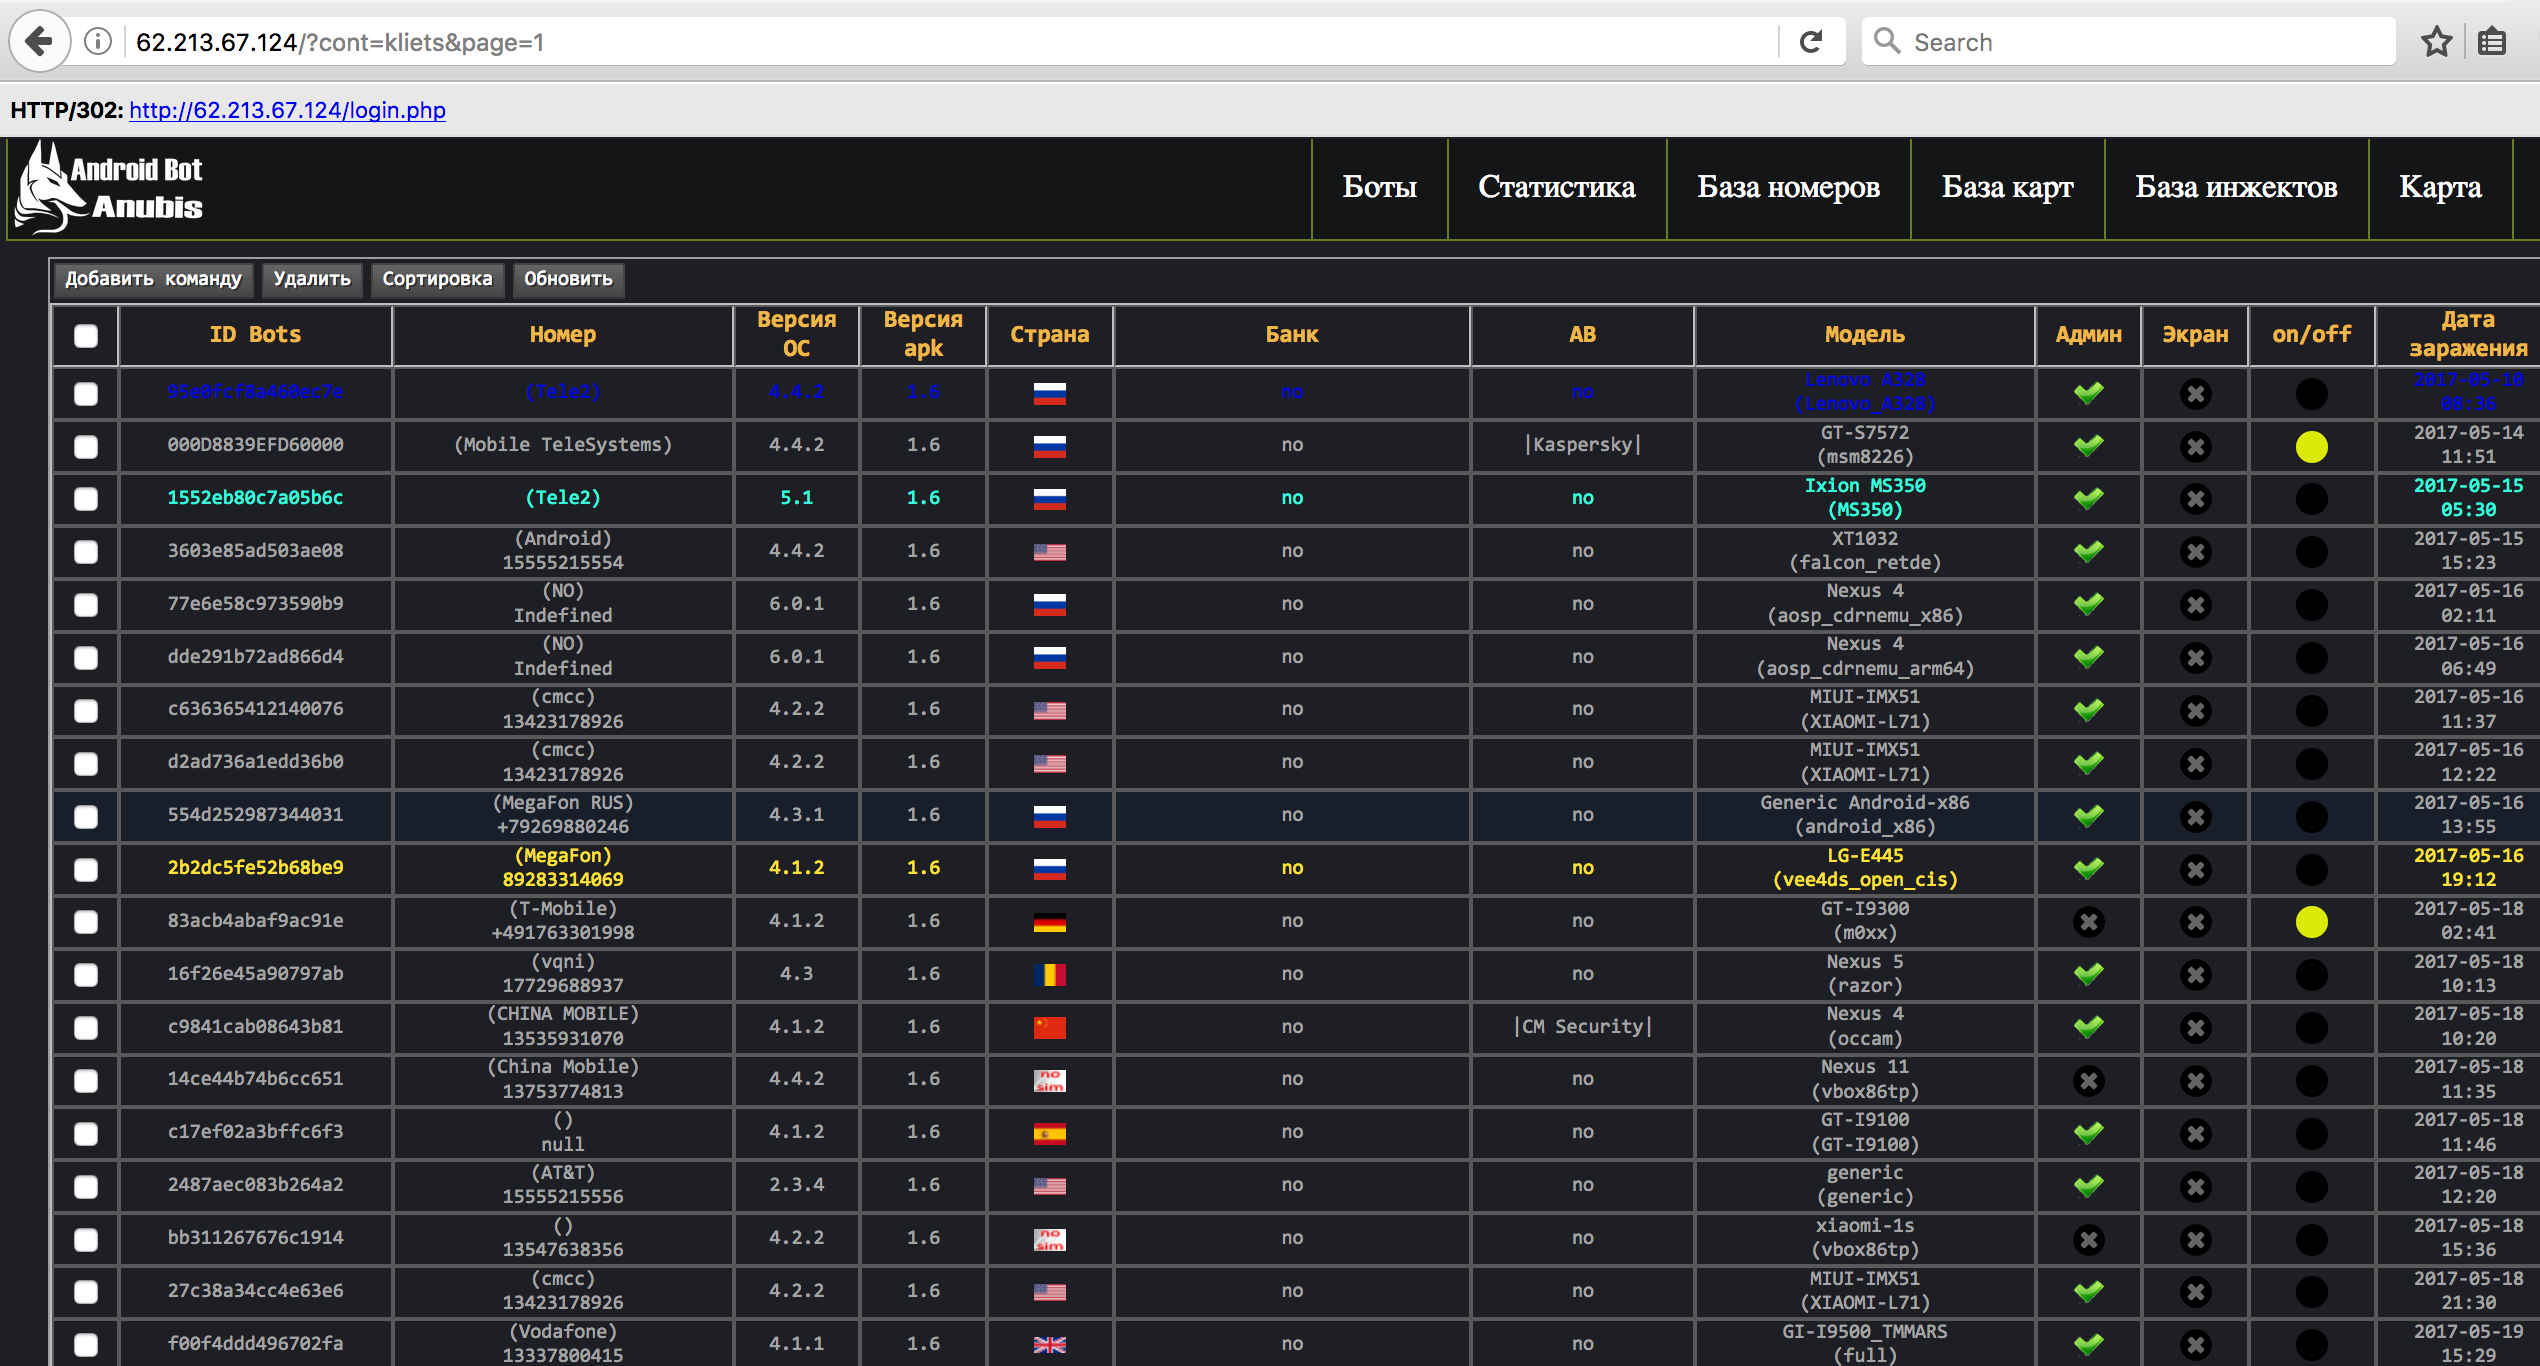 62.213.67.124/?cont=kliets&page=1
Search
HTTP/302: http://62.213.67.124/login.php
Android Bot
Anubis
Боты
Статистика
База номеров
База карт
База инжектов
Карта
Добавить команду Удалить Сортировка Обновить
ID Bots Номер Версия ОС Версия apk Страна Банк АВ Модель Админ Экран on/off Дата заражения
95e0fcf8a460ec7e (Tele2) 4.4.2 1.6 no no Lenovo A328 (Lenovo_A328) 2017-05-10 08:36
000D8839EFD60000 (Mobile TeleSystems) 4.4.2 1.6 no |Kaspersky| GT-S7572 (msm8226) 2017-05-14 11:51
1552eb80c7a05b6c (Tele2) 5.1 1.6 no no Ixion MS350 (MS350) 2017-05-15 05:30
3603e85ad503ae08 (Android) 15555215554 4.4.2 1.6 no no XT1032 (falcon_retde) 2017-05-15 15:23
77e6e58c973590b9 (NO) Indefined 6.0.1 1.6 no no Nexus 4 (aosp_cdrnemu_x86) 2017-05-16 02:11
dde291b72ad866d4 (NO) Indefined 6.0.1 1.6 no no Nexus 4 (aosp_cdrnemu_arm64) 2017-05-16 06:49
c636365412140076 (cmcc) 13423178926 4.2.2 1.6 no no MIUI-IMX51 (XIAOMI-L71) 2017-05-16 11:37
d2ad736a1edd36b0 (cmcc) 13423178926 4.2.2 1.6 no no MIUI-IMX51 (XIAOMI-L71) 2017-05-16 12:22
554d252987344031 (MegaFon RUS) +79269880246 4.3.1 1.6 no no Generic Android-x86 (android_x86) 2017-05-16 13:55
2b2dc5fe52b68be9 (MegaFon) 89283314069 4.1.2 1.6 no no LG-E445 (vee4ds_open_cis) 2017-05-16 19:12
83acb4abaf9ac91e (T-Mobile) +491763301998 4.1.2 1.6 no no GT-I9300 (m0xx) 2017-05-18 02:41
16f26e45a90797ab (vqni) 17729688937 4.3 1.6 no no Nexus 5 (razor) 2017-05-18 10:13
c9841cab08643b81 (CHINA MOBILE) 13535931070 4.1.2 1.6 no |CM Security| Nexus 4 (occam) 2017-05-18 10:20
14ce44b74b6cc651 (China Mobile) 13753774813 4.4.2 1.6 no sim no no Nexus 11 (vbox86tp) 2017-05-18 11:35
c17ef02a3bffc6f3 () null 4.1.2 1.6 no no GT-I9100 (GT-I9100) 2017-05-18 11:46
2487aec083b264a2 (AT&T) 15555215556 2.3.4 1.6 no no generic (generic) 2017-05-18 12:20
bb311267676c1914 () 13547638356 4.2.2 1.6 no sim no no xiaomi-1s (vbox86tp) 2017-05-18 15:36
27c38a34cc4e63e6 (cmcc) 13423178926 4.2.2 1.6 no no MIUI-IMX51 (XIAOMI-L71) 2017-05-18 21:30
f00f4ddd496702fa (Vodafone) 13337800415 4.1.1 1.6 no no GI-I9500_TMMARS (full) 2017-05-19 15:29